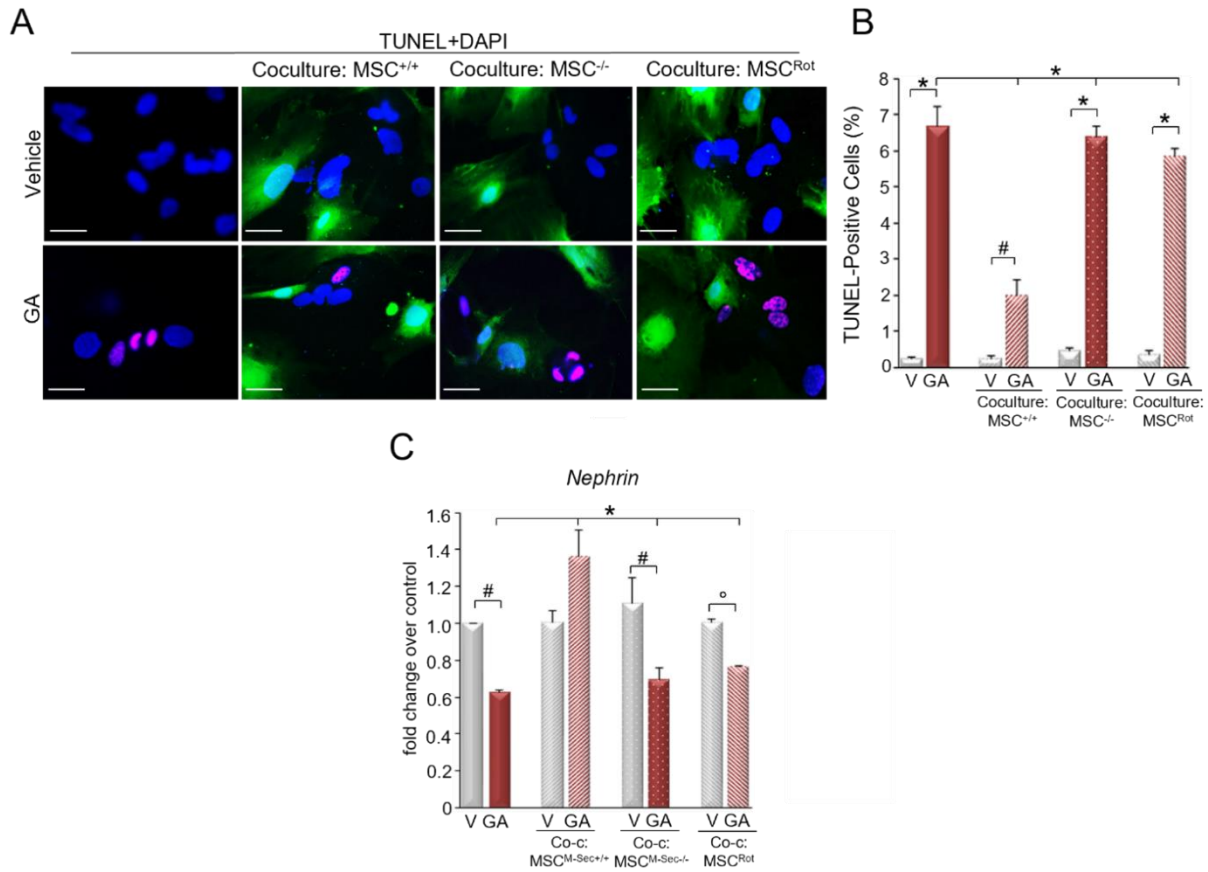 A
TUNEL+DAPI
Coculture: MSC+/+ Coculture: MSC-/- Coculture: MSCRot
Vehicle
GA
B
TUNEL-Positive Cells (%)
8
7
6
5
4
3
2
1
0
*
*
#
*
*
V GA V GA V GA V GA
Coculture: Coculture: Coculture:
MSC+/+ MSC-/- MSCRot
C
Nephrin
fold change over control
1.6
1.4
1.2
1.0
0.8
0.6
0.4
0.2
0
*
#
#
°
V GA V GA V GA V GA
Co-c: Co-c: Co-c:
MSCM-Sec+/+ MSCM-Sec-/- MSCRot